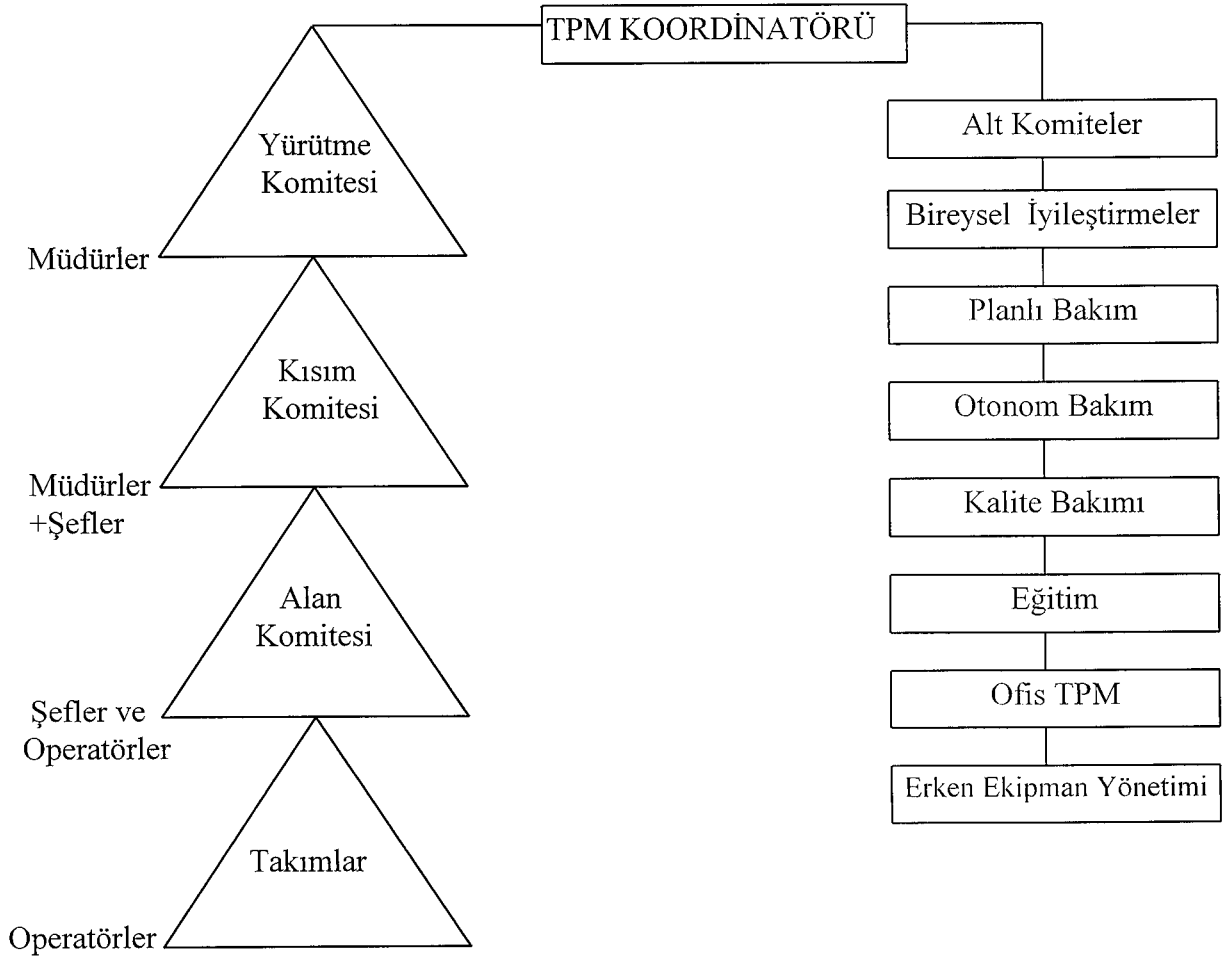 TPM KOORDİNATÖRÜ
Yürütme
Komitesi
Müdürler
Kısım
Komitesi
Müdürler
+Şefler
Alan
Komitesi
Şefler ve
Operatörler
Takımlar
Operatörler
Alt Komiteler
Bireysel İyileştirmeler
Planlı Bakım
Otonom Bakım
Kalite Bakımı
Eğitim
Ofis TPM
Erken Ekipman Yönetimi